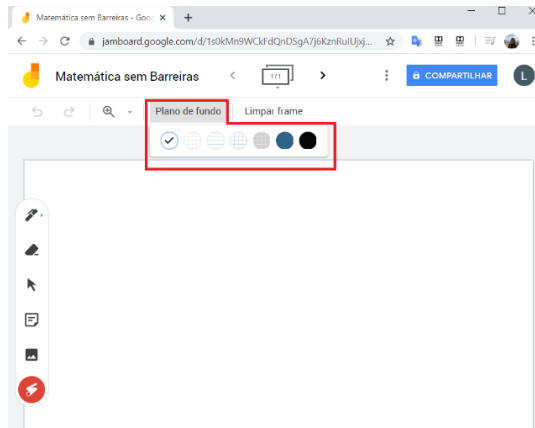 Matemática sem Barreiras - Goo
jamboard.google.com/d/1s0kMn9WCkFdQnDSgA7j6KznRulUjxj...
Matemática sem Barreiras
1/1
COMPARTILHAR
L
Plano de fundo
Limpar frame